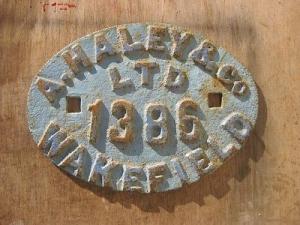 A. HALEY & CO
LTD
1386
WAKEFIELD